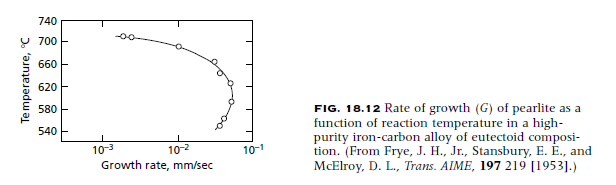 740
700
660
620
580
540
Temperature, °C
10-3
10-2
10-1
Growth rate, mm/sec
FIG. 18.12 Rate of growth (G) of pearlite as a
function of reaction temperature in a high-
purity iron-carbon alloy of eutectoid composi-
tion. (From Frye, J. H., Jr., Stansbury, E. E., and
McElroy, D. L., Trans. AIME, 197 219 [1953].)